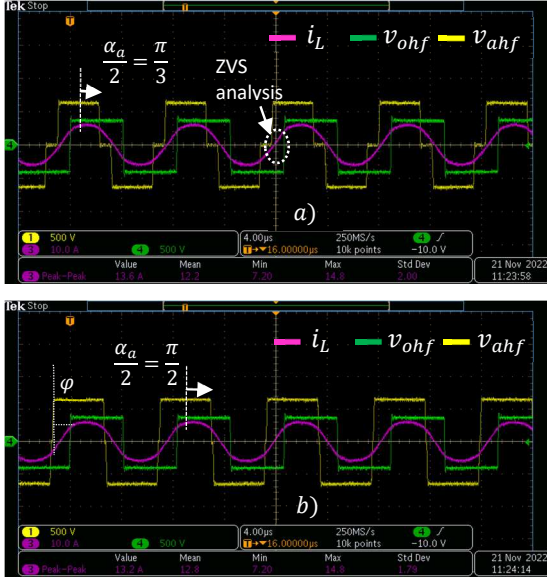 Tek Stop
T
T
i_L v_ohf v_ahf
α_a/2 = π/3
ZVS
analysis
4
a)
1 500 V
3 10.0 A 4 500 V
4.00µs 250MS/s 4
T→▼16.00000µs 10k points −10.0 V
Value Mean Min Max Std Dev
3 Peak-Peak 13.6 A 12.2 7.20 14.8 2.00
21 Nov 2022
11:23:58
Tek Stop
T
T
i_L v_ohf v_ahf
φ
α_a/2 = π/2
4
b)
1 500 V
3 10.0 A 4 500 V
4.00µs 250MS/s 4
T→▼16.00000µs 10k points −10.0 V
Value Mean Min Max Std Dev
3 Peak-Peak 13.2 A 12.8 7.20 14.8 1.79
21 Nov 2022
11:24:14